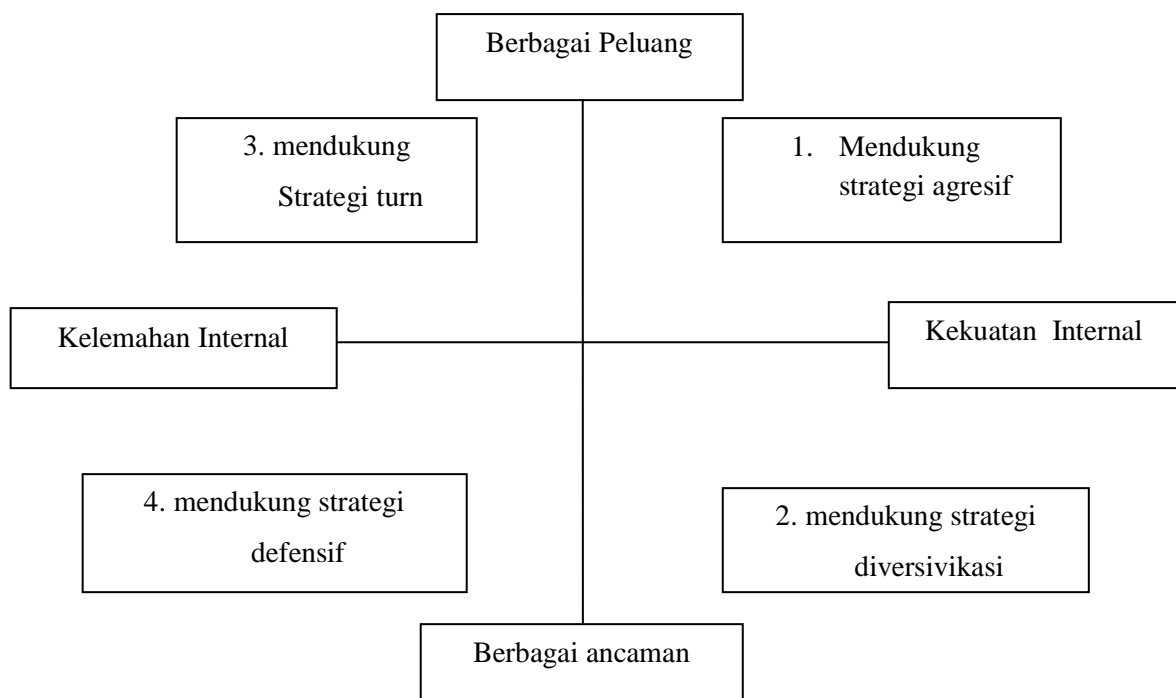 Berbagai Peluang
3. mendukung
Strategi turn
1. Mendukung
strategi agresif
Kelemahan Internal
Kekuatan Internal
4. mendukung strategi
defensif
2. mendukung strategi
diversivikasi
Berbagai ancaman